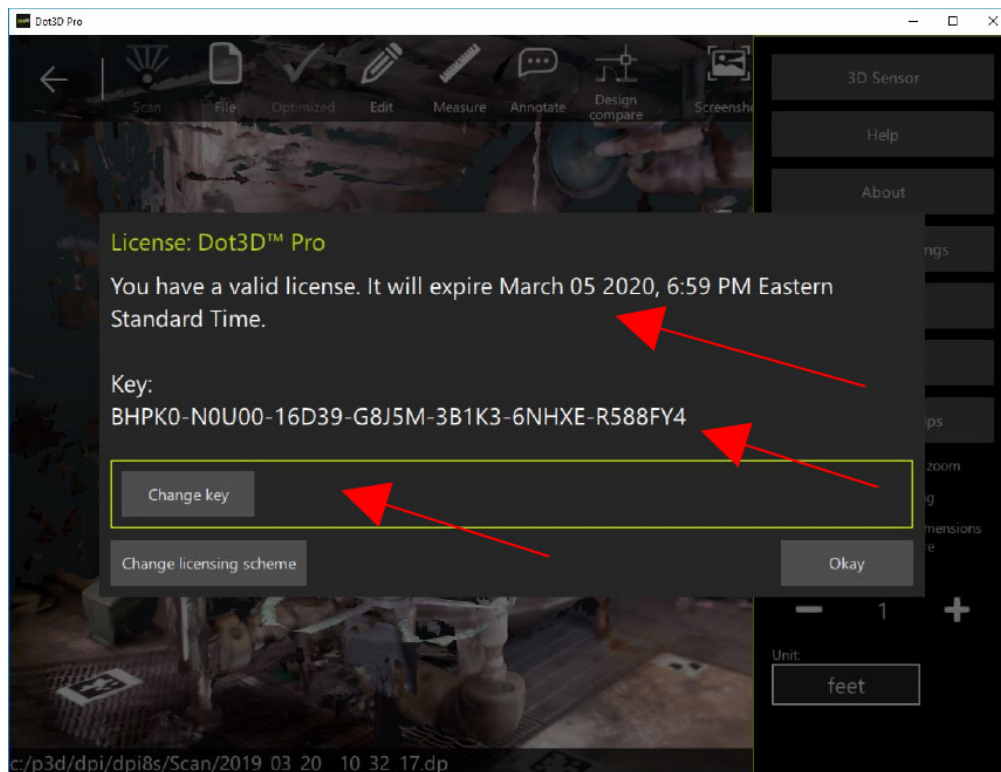 Dot3D Pro
Scan File Optimized Edit Measure Annotate Design compare
3D Sensor
Help
About
License: Dot3D™ Pro
You have a valid license. It will expire March 05 2020, 6:59 PM Eastern
Standard Time.
Key:
BHPK0-N0U00-16D39-G8J5M-3B1K3-6NHXE-R588FY4
Change key
Change licensing scheme
Okay
zoom
1
Unit:
feet
c:/p3d/dpi/dpi8s/Scan/2019_03_20__10_32_17.dp